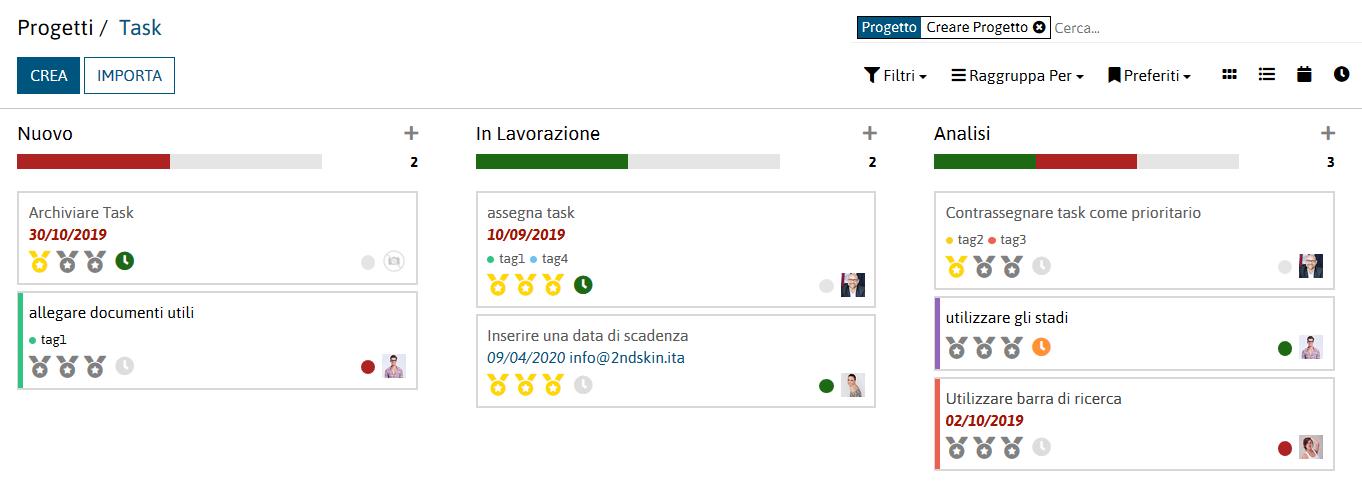 Progetti / Task
Progetto Creare Progetto Cerca...
CREA IMPORTA
Filtri Raggruppa Per Preferiti
Nuovo
2
Archiviare Task
30/10/2019
allegare documenti utili
tag1
In Lavorazione
2
assegna task
10/09/2019
tag1 tag4
Inserire una data di scadenza
09/04/2020 info@2ndskin.ita
Analisi
3
Contrassegnare task come prioritario
tag2 tag3
utilizzare gli stadi
Utilizzare barra di ricerca
02/10/2019